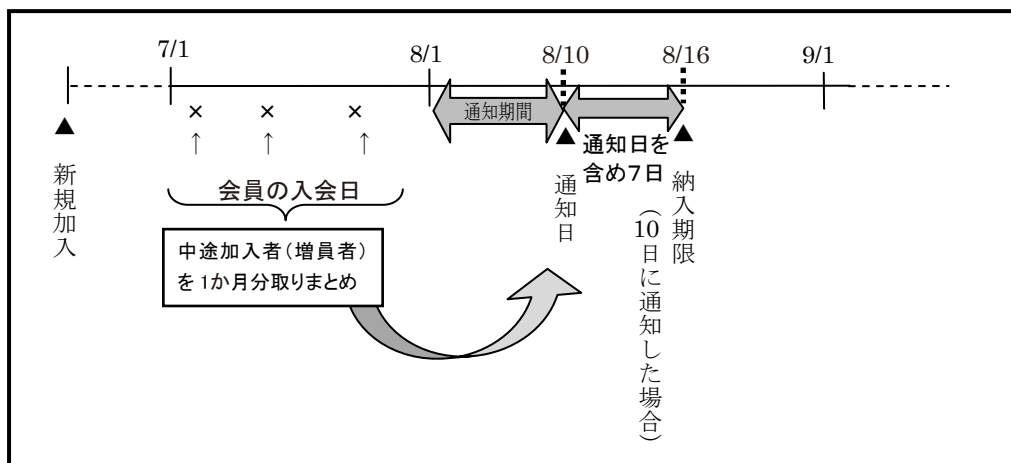 7/1
8/1
8/10
8/16
9/1
通知期間
× × ×
↑ ↑ ↑
▲
▲
▲
通知日を
含め7日
新規加入
会員の入会日
通知日
納入期限
(10日に通知した場合)
中途加入者(増員者)
を1か月分取りまとめ